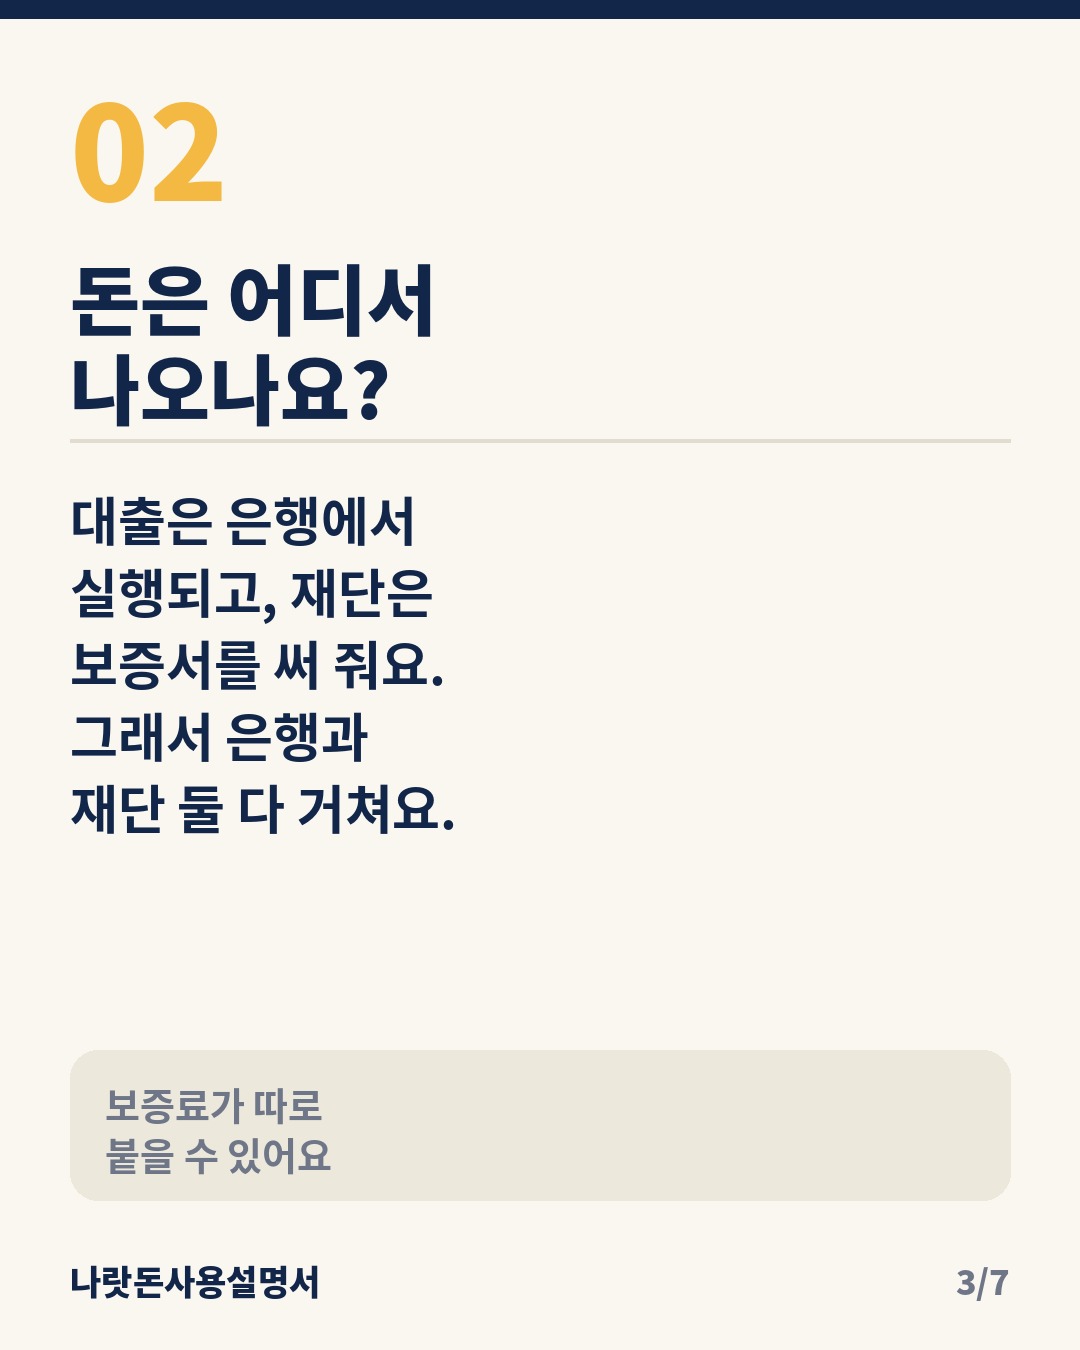 02
돈은 어디서
나오나요?
대출은 은행에서
실행되고, 재단은
보증서를 써 줘요.
그래서 은행과
재단 둘 다 거쳐요.
보증료가 따로
붙을 수 있어요
나랏돈사용설명서
3/7